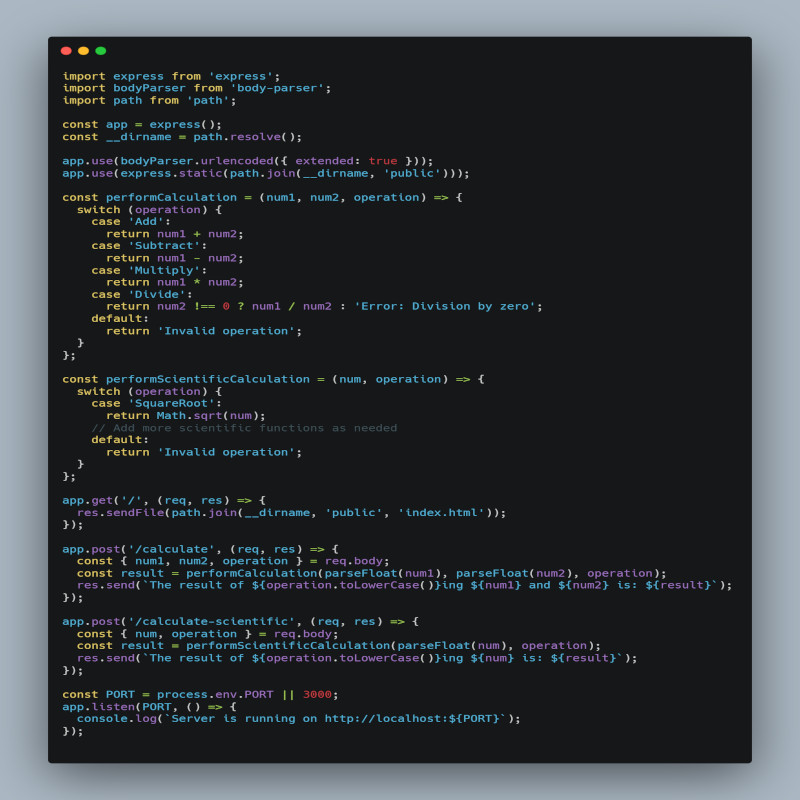 import express from 'express';
import bodyParser from 'body-parser';
import path from 'path';

const app = express();
const __dirname = path.resolve();

app.use(bodyParser.urlencoded({ extended: true }));
app.use(express.static(path.join(__dirname, 'public')));

const performCalculation = (num1, num2, operation) => {
  switch (operation) {
    case 'Add':
      return num1 + num2;
    case 'Subtract':
      return num1 - num2;
    case 'Multiply':
      return num1 * num2;
    case 'Divide':
      return num2 !== 0 ? num1 / num2 : 'Error: Division by zero';
    default:
      return 'Invalid operation';
  }
};

const performScientificCalculation = (num, operation) => {
  switch (operation) {
    case 'SquareRoot':
      return Math.sqrt(num);
    // Add more scientific functions as needed
    default:
      return 'Invalid operation';
  }
};

app.get('/', (req, res) => {
  res.sendFile(path.join(__dirname, 'public', 'index.html'));
});

app.post('/calculate', (req, res) => {
  const { num1, num2, operation } = req.body;
  const result = performCalculation(parseFloat(num1), parseFloat(num2), operation);
  res.send(`The result of ${operation.toLowerCase()}ing ${num1} and ${num2} is: ${result}`);
});

app.post('/calculate-scientific', (req, res) => {
  const { num, operation } = req.body;
  const result = performScientificCalculation(parseFloat(num), operation);
  res.send(`The result of ${operation.toLowerCase()}ing ${num} is: ${result}`);
});

const PORT = process.env.PORT || 3000;
app.listen(PORT, () => {
  console.log(`Server is running on http://localhost:${PORT}`);
});